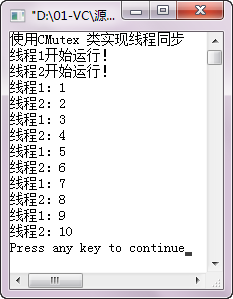 "D:\01-VC\源...
使用CMutex 类实现线程同步
线程1开始运行!
线程2开始运行!
线程1: 1
线程2: 2
线程1: 3
线程2: 4
线程1: 5
线程2: 6
线程1: 7
线程2: 8
线程1: 9
线程2: 10
Press any key to continue